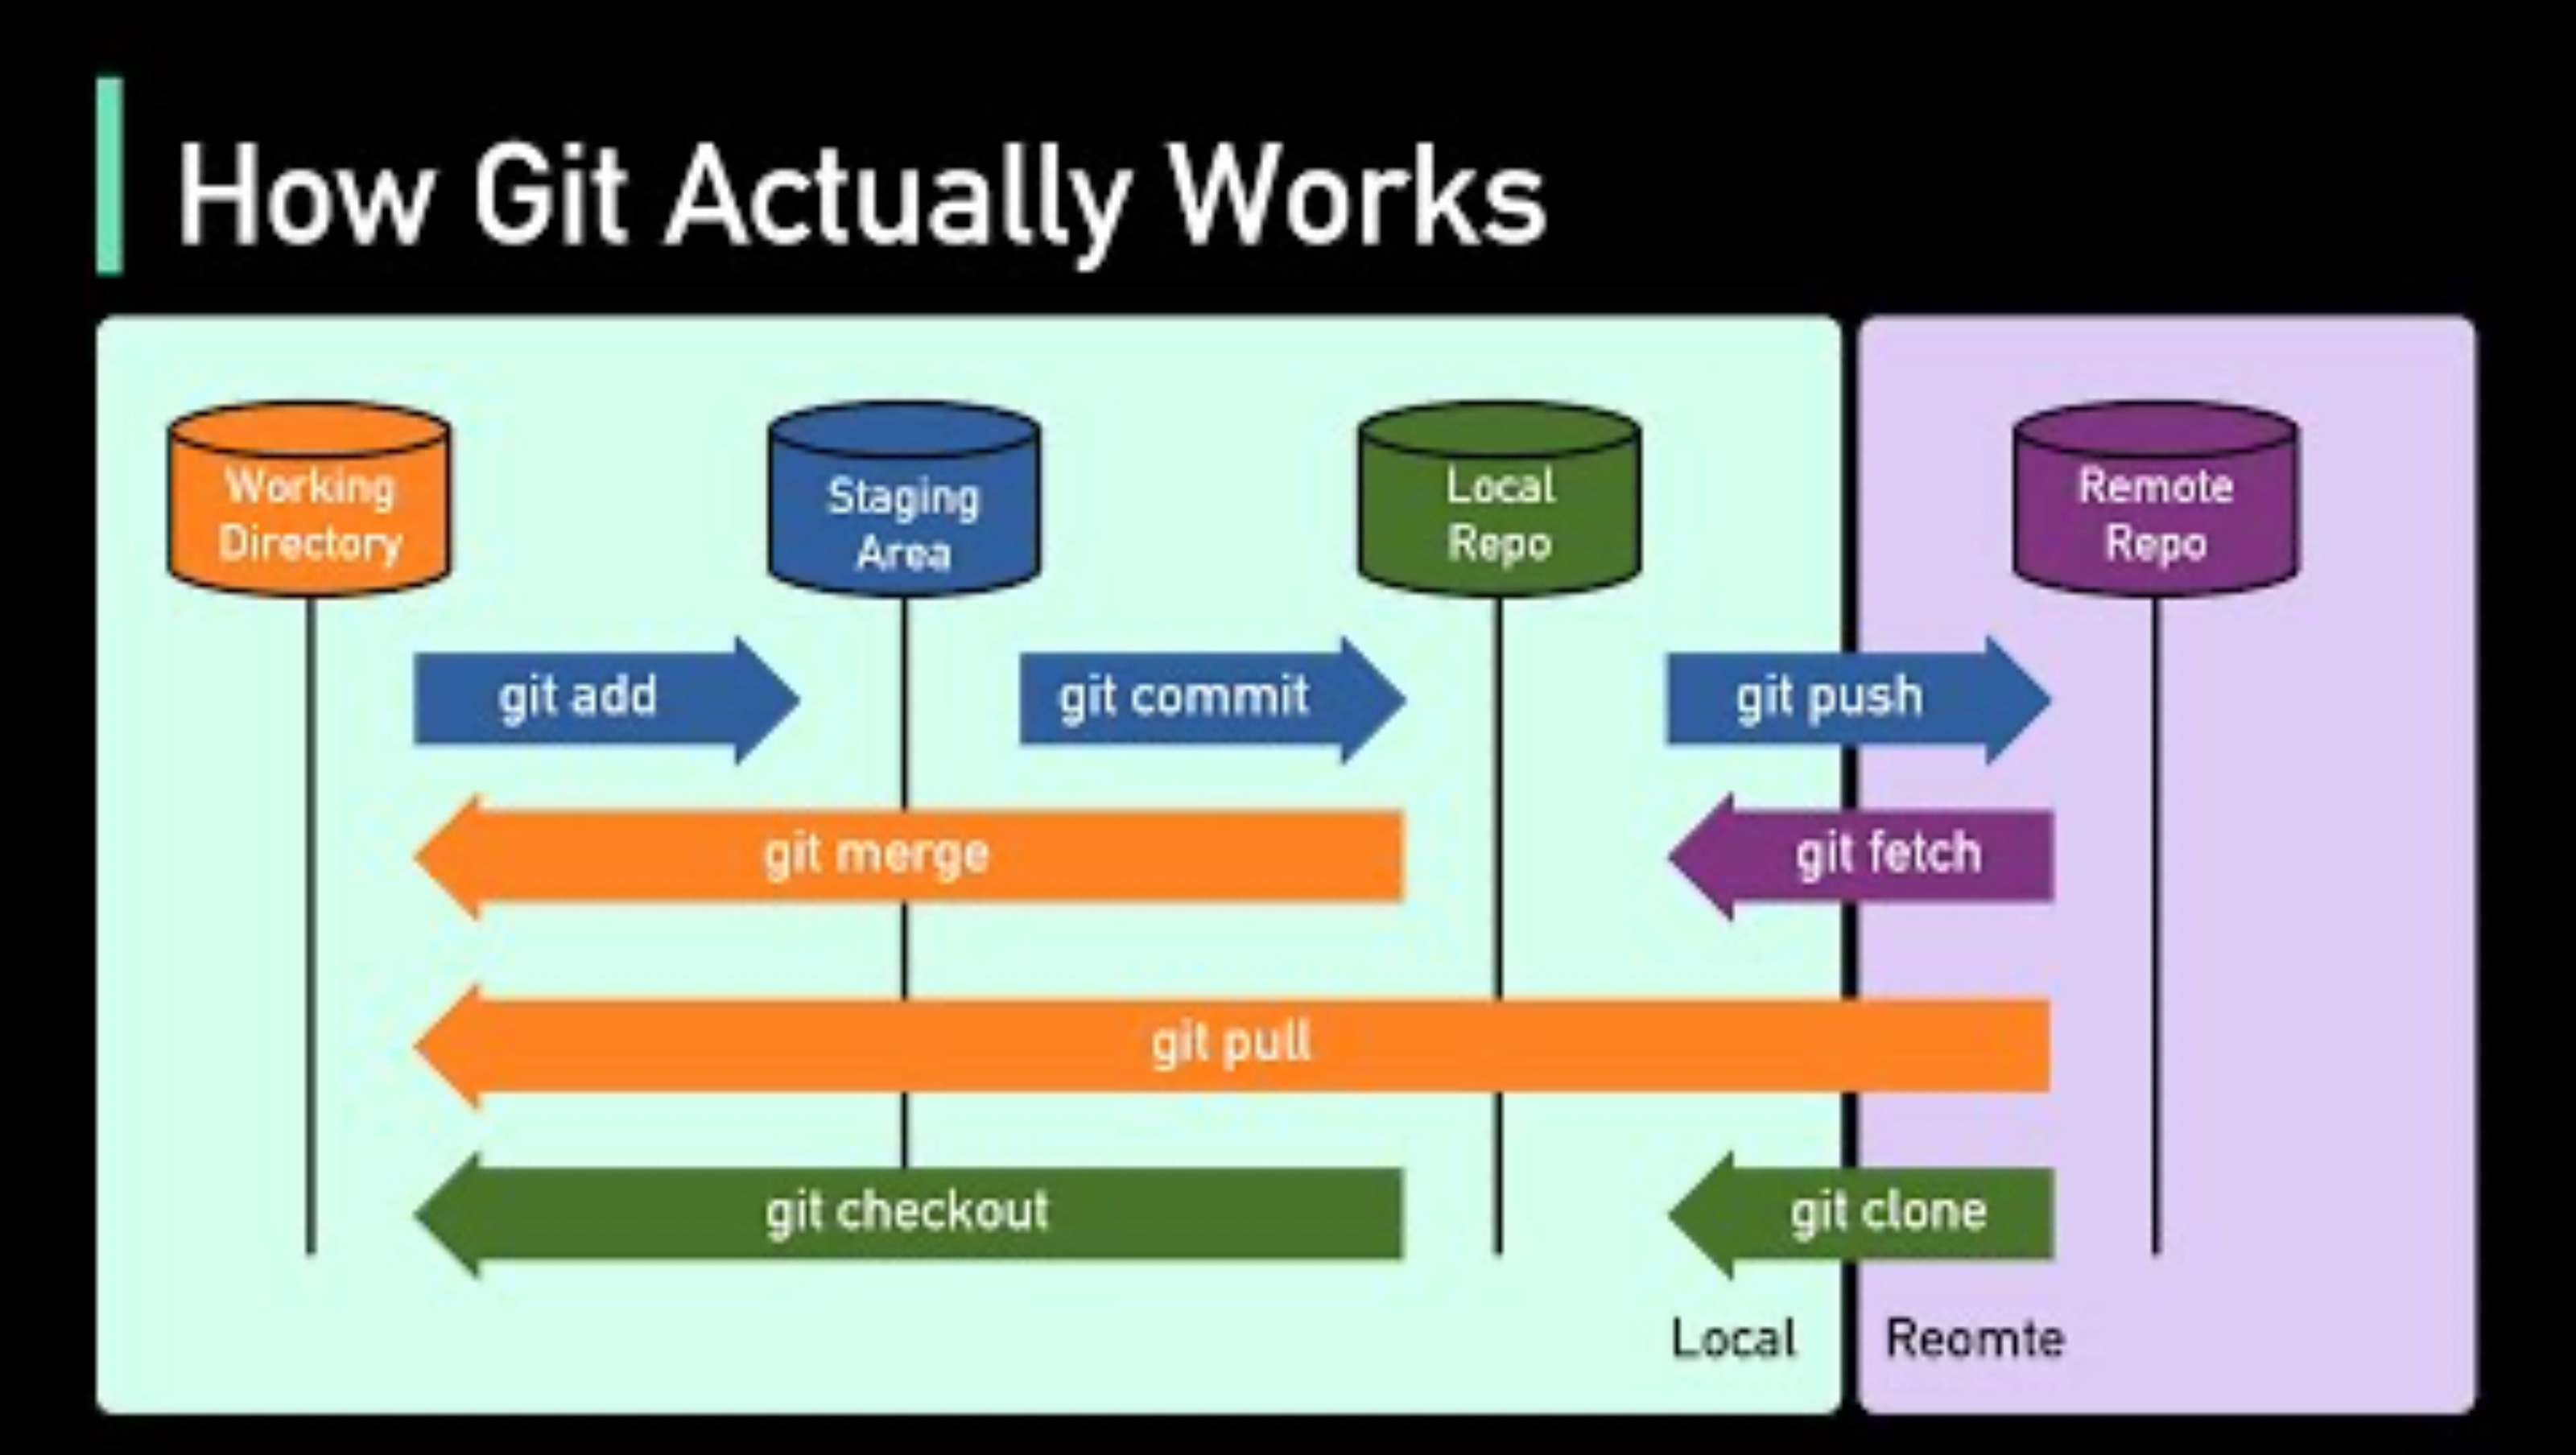 How Git Actually Works
Working
Directory
Staging
Area
Local
Repo
Remote
Repo
git add
git commit
git push
git merge
git fetch
git pull
git checkout
git clone
Local
Reomte